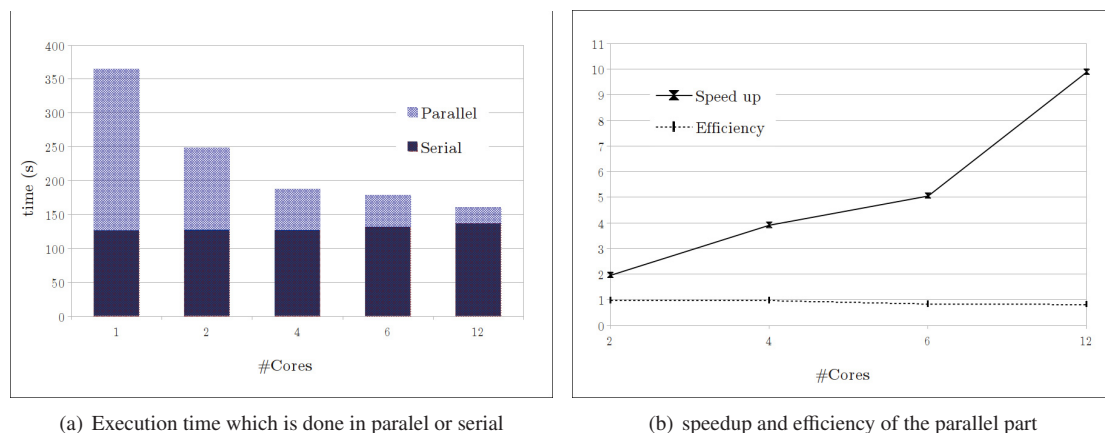 400
350
300
250
200
150
100
50
0
time (s)
Parallel
Serial
1 2 4 6 12
#Cores
(a) Execution time which is done in paralel or serial
11
10
9
8
7
6
5
4
3
2
1
0
Speed up
Efficiency
2 4 6 12
#Cores
(b) speedup and efficiency of the parallel part